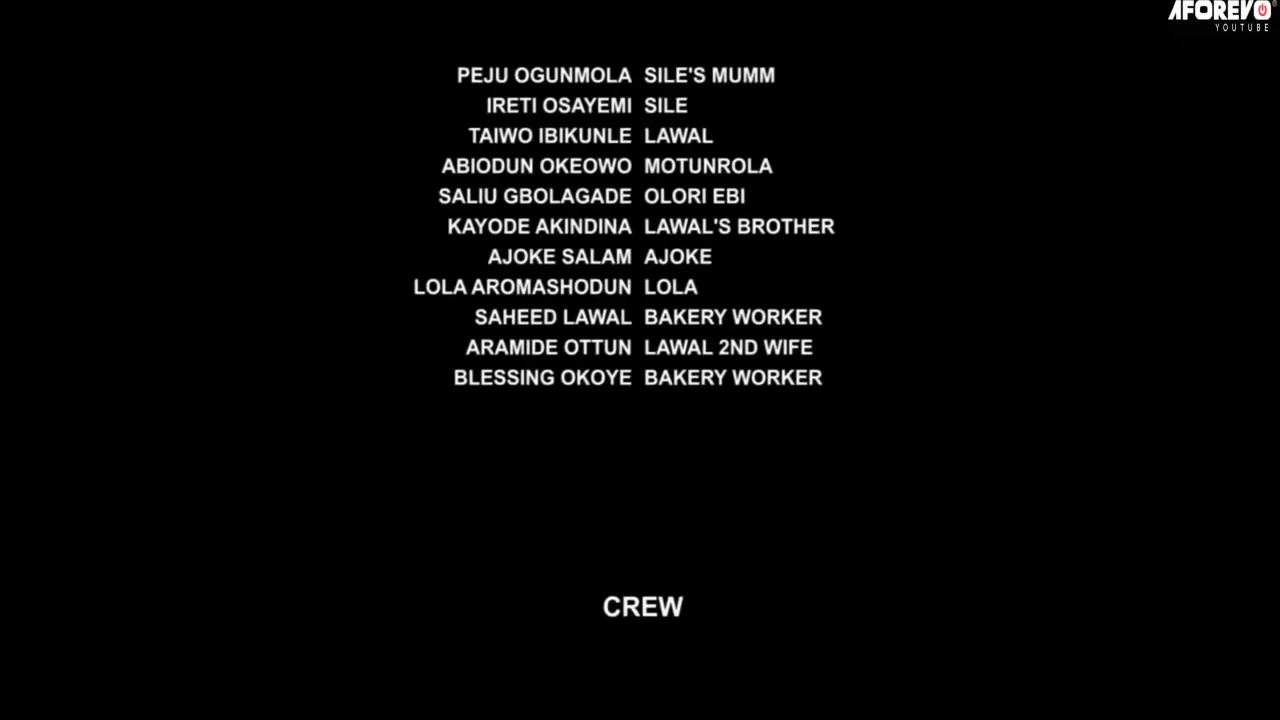 AFOREVO
YOUTUBE
PEJU OGUNMOLA SILE'S MUMM
IRETI OSAYEMI SILE
TAIWO IBIKUNLE LAWAL
ABIODUN OKEOWO MOTUNROLA
SALIU GBOLAGADE OLORI EBI
KAYODE AKINDINA LAWAL'S BROTHER
AJOKE SALAM AJOKE
LOLA AROMASHODUN LOLA
SAHEED LAWAL BAKERY WORKER
ARAMIDE OTTUN LAWAL 2ND WIFE
BLESSING OKOYE BAKERY WORKER
CREW